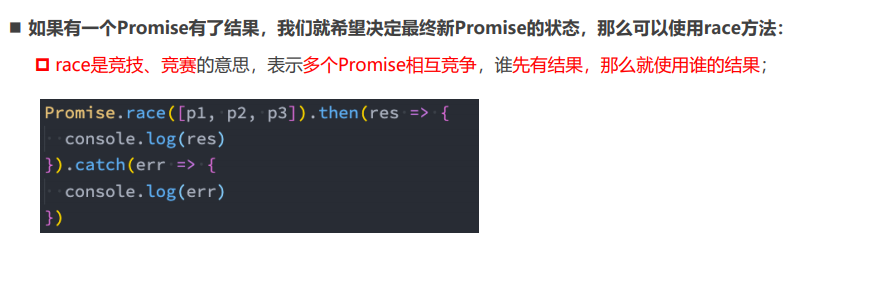 如果有一个Promise有了结果，我们就希望决定最终新Promise的状态，那么可以使用race方法：
race是竞技、竞赛的意思，表示多个Promise相互竞争，谁先有结果，那么就使用谁的结果；
Promise.race([p1, p2, p3]).then(res => {
  console.log(res)
}).catch(err => {
  console.log(err)
})